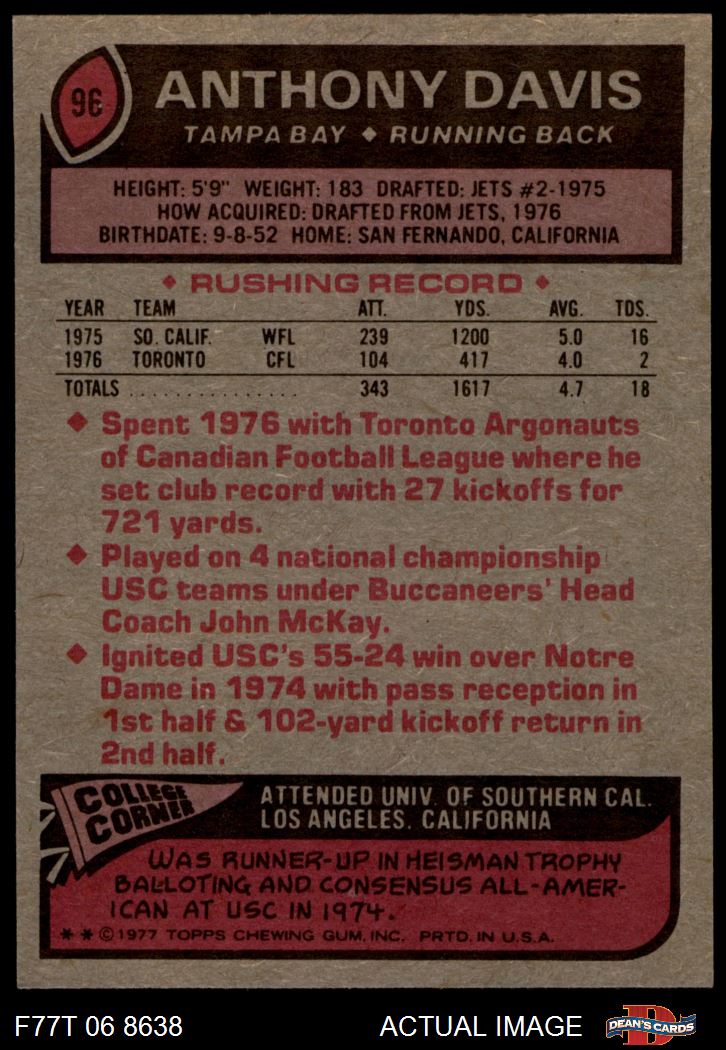 96
ANTHONY DAVIS
TAMPA BAY ◆ RUNNING BACK
HEIGHT: 5'9" WEIGHT: 183 DRAFTED: JETS #2-1975
HOW ACQUIRED: DRAFTED FROM JETS, 1976
BIRTHDATE: 9-8-52 HOME: SAN FERNANDO, CALIFORNIA
◆ RUSHING RECORD ◆
YEAR TEAM ATT. YDS. AVG. TDS.
1975 SO. CALIF. WFL 239 1200 5.0 16
1976 TORONTO CFL 104 417 4.0 2
TOTALS ................ 343 1617 4.7 18
◆ Spent 1976 with Toronto Argonauts
of Canadian Football League where he
set club record with 27 kickoffs for
721 yards.
◆ Played on 4 national championship
USC teams under Buccaneers' Head
Coach John McKay.
◆ Ignited USC's 55-24 win over Notre
Dame in 1974 with pass reception in
1st half & 102-yard kickoff return in
2nd half.
COLLEGE
CORNER
ATTENDED UNIV. OF SOUTHERN CAL.
LOS ANGELES, CALIFORNIA
WAS RUNNER-UP IN HEISMAN TROPHY
BALLOTING AND CONSENSUS ALL-AMER-
ICAN AT USC IN 1974.
* * © 1977 TOPPS CHEWING GUM, INC. PRTD. IN U.S.A.
F77T 06 8638 ACTUAL IMAGE
D
DEAN'S CARDS